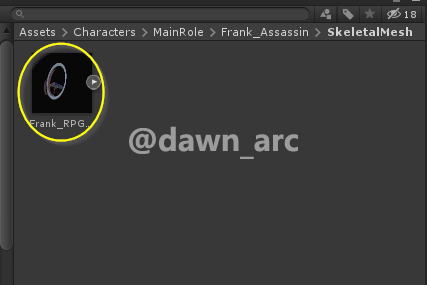 18
Assets > Characters > MainRole > Frank_Assassin > SkeletalMesh
Frank_RPG...
@dawn_arc